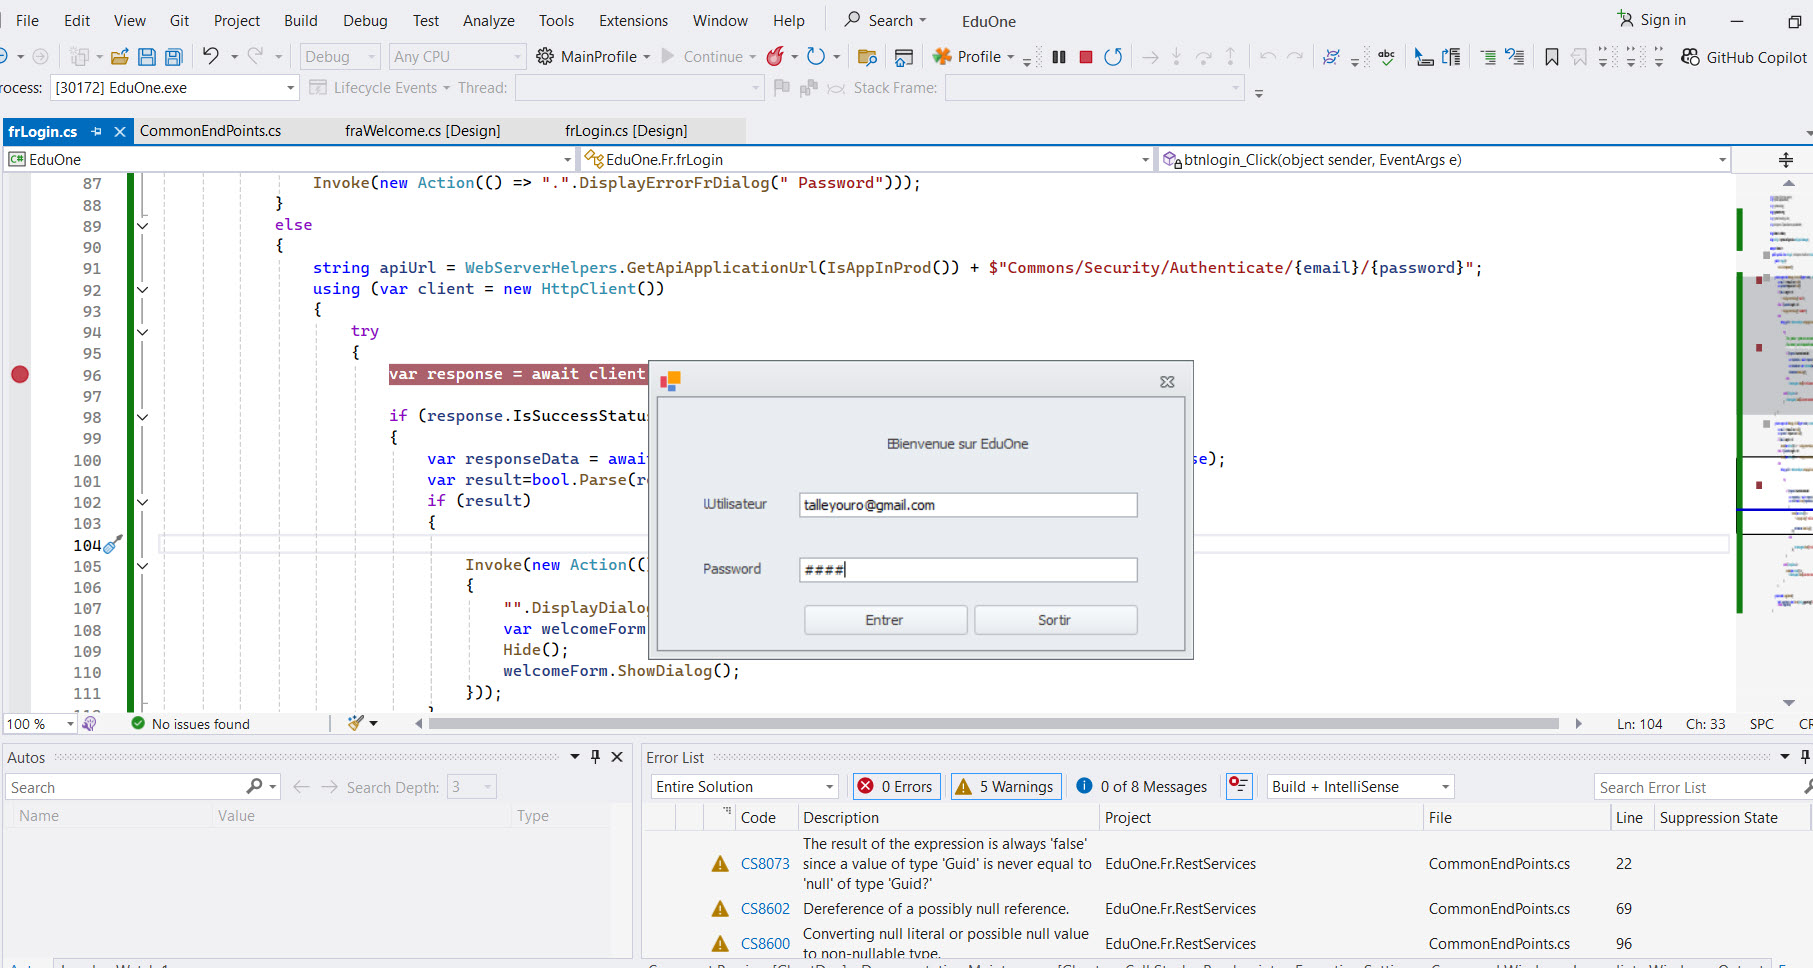 File Edit View Git Project Build Debug Test Analyze Tools Extensions Window Help Search EduOne Sign in
Debug Any CPU MainProfile Continue Profile abc GitHub Copilot
rocess: [30172] EduOne.exe Lifecycle Events Thread: Stack Frame:
frLogin.cs CommonEndPoints.cs fraWelcome.cs [Design] frLogin.cs [Design]
C# EduOne EduOne.Fr.frLogin btnlogin_Click(object sender, EventArgs e)
87 Invoke(new Action(() => ".".DisplayErrorFrDialog(" Password")));
88 }
89 else
90 {
91 string apiUrl = WebServerHelpers.GetApiApplicationUrl(IsAppInProd()) + $"Commons/Security/Authenticate/{email}/{password}";
92 using (var client = new HttpClient())
93 {
94 try
95 {
96 var response = await client
97
98 if (response.IsSuccessStatus
99 {
100 var responseData = await se);
101 var result=bool.Parse(re
102 if (result)
103 {
104
105 Invoke(new Action(()
106 {
107 "".DisplayDialog
108 var welcomeForm
109 Hide();
110 welcomeForm.ShowDialog();
111 }));
Bienvenue sur EduOne
Utilisateur talleyouro@gmail.com
Password ####
Entrer Sortir
100 % No issues found Ln: 104 Ch: 33 SPC CR
Autos
Search Search Depth: 3
Name Value Type
Error List
Entire Solution 0 Errors 5 Warnings 0 of 8 Messages Build + IntelliSense Search Error List
Code Description Project File Line Suppression State
CS8073 The result of the expression is always 'false' since a value of type 'Guid' is never equal to 'null' of type 'Guid?' EduOne.Fr.RestServices CommonEndPoints.cs 22
CS8602 Dereference of a possibly null reference. EduOne.Fr.RestServices CommonEndPoints.cs 69
CS8600 Converting null literal or possible null value to non-nullable type. EduOne.Fr.RestServices CommonEndPoints.cs 96